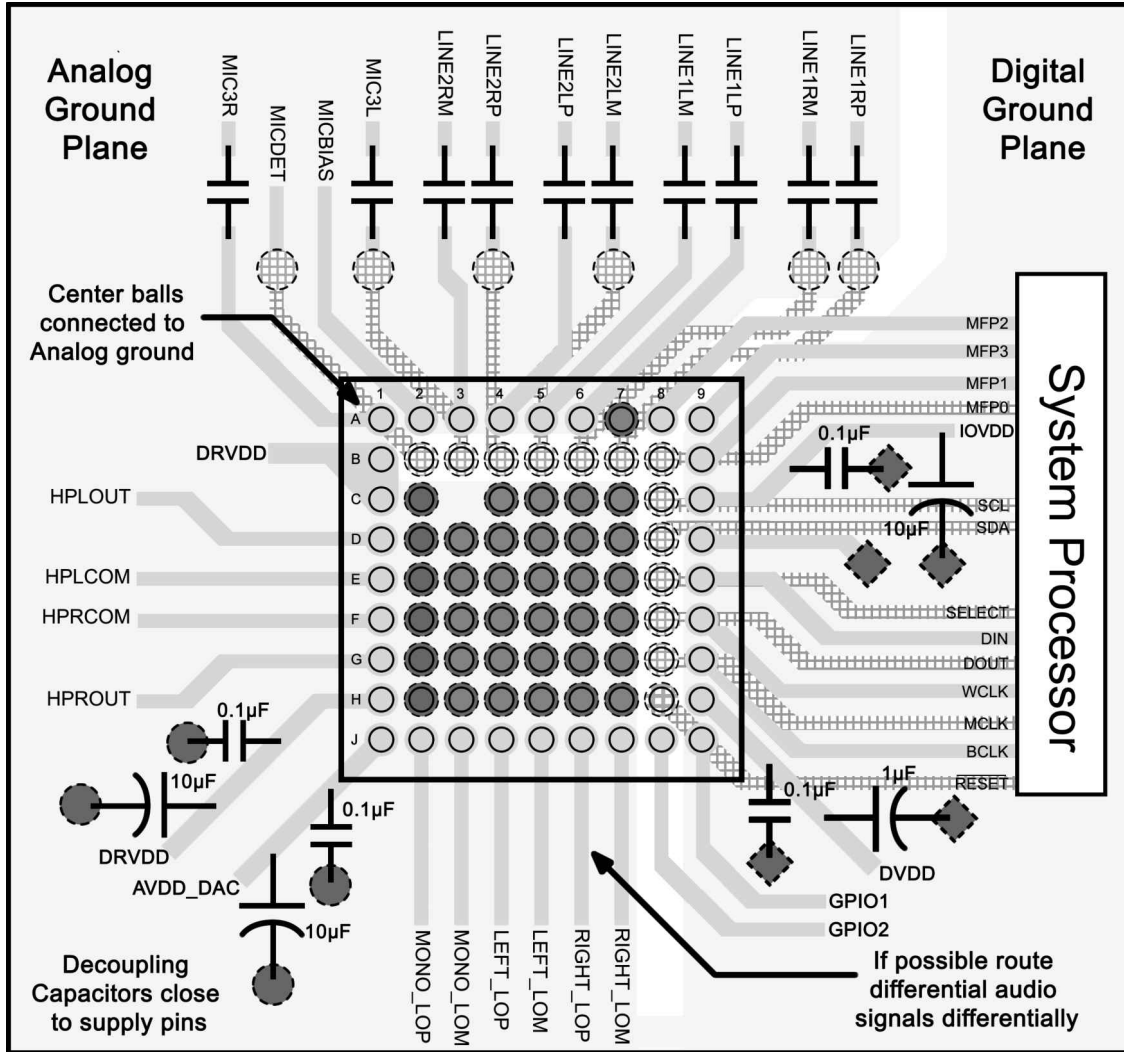 Analog
Ground
Plane
Digital
Ground
Plane
MIC3R
MICDET
MICBIAS
MIC3L
LINE2RM
LINE2RP
LINE2LP
LINE2LM
LINE1LM
LINE1LP
LINE1RM
LINE1RP
Center balls
connected to
Analog ground
1 2 3 4 5 6 7 8 9
A
B
C
D
E
F
G
H
J
DRVDD
HPLOUT
HPLCOM
HPRCOM
HPROUT
MFP2
MFP3
MFP1
MFP0
IOVDD
SCL
SDA
SELECT
DIN
DOUT
WCLK
MCLK
BCLK
RESET
System Processor
0.1µF
10µF
0.1µF
10µF
DRVDD
AVDD_DAC
0.1µF
10µF
0.1µF
1µF
DVDD
GPIO1
GPIO2
MONO_LOP
MONO_LOM
LEFT_LOP
LEFT_LOM
RIGHT_LOP
RIGHT_LOM
Decoupling
Capacitors close
to supply pins
If possible route
differential audio
signals differentially